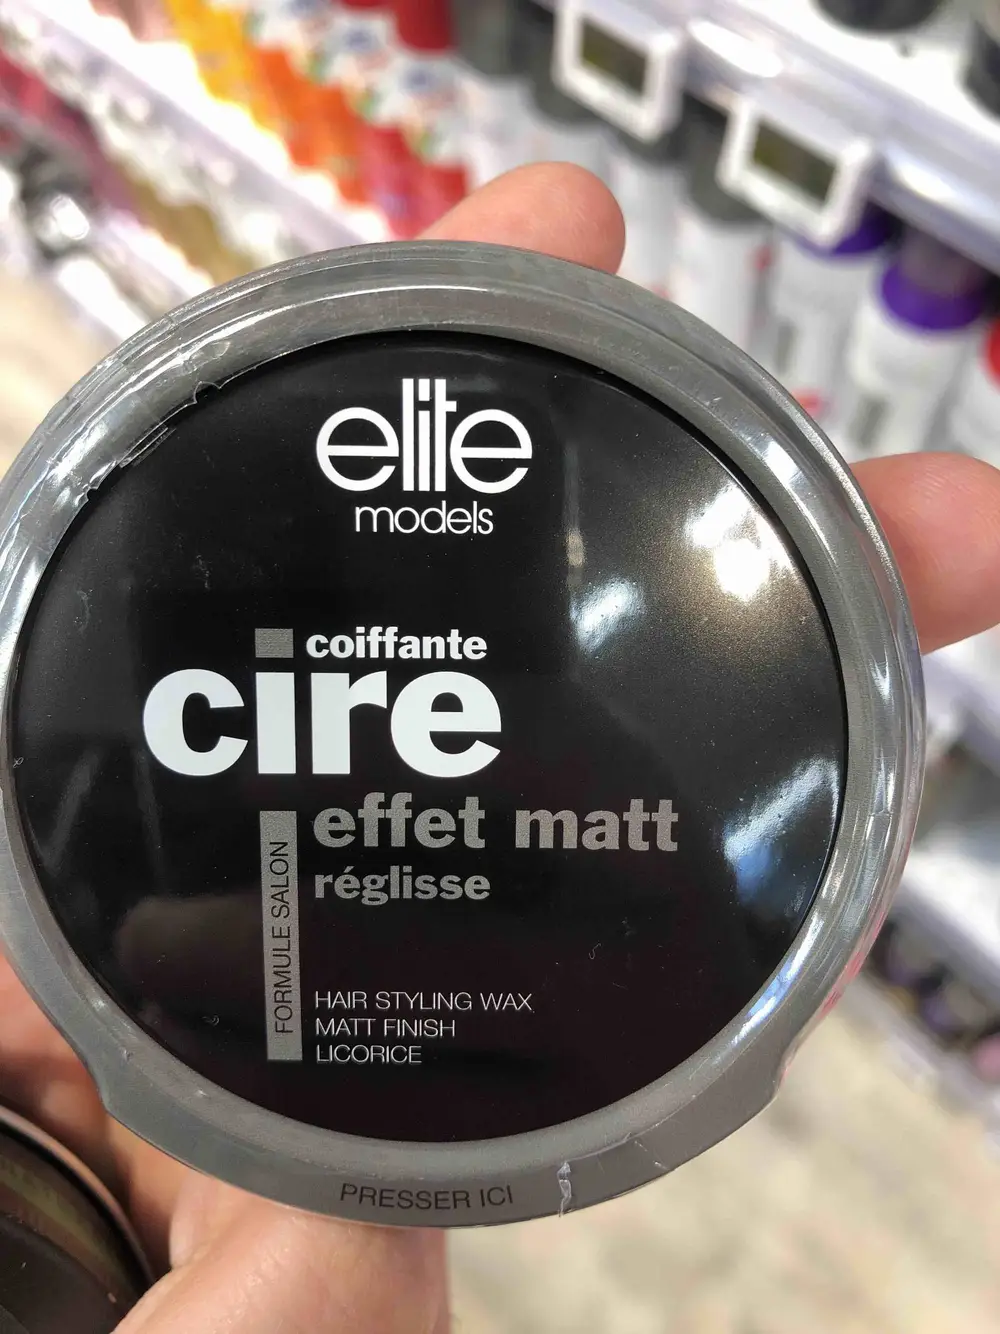 elite
models
coiffante
cire
effet matt
réglisse
FORMULE SALON
HAIR STYLING WAX
MATT FINISH
LICORICE
PRESSER ICI